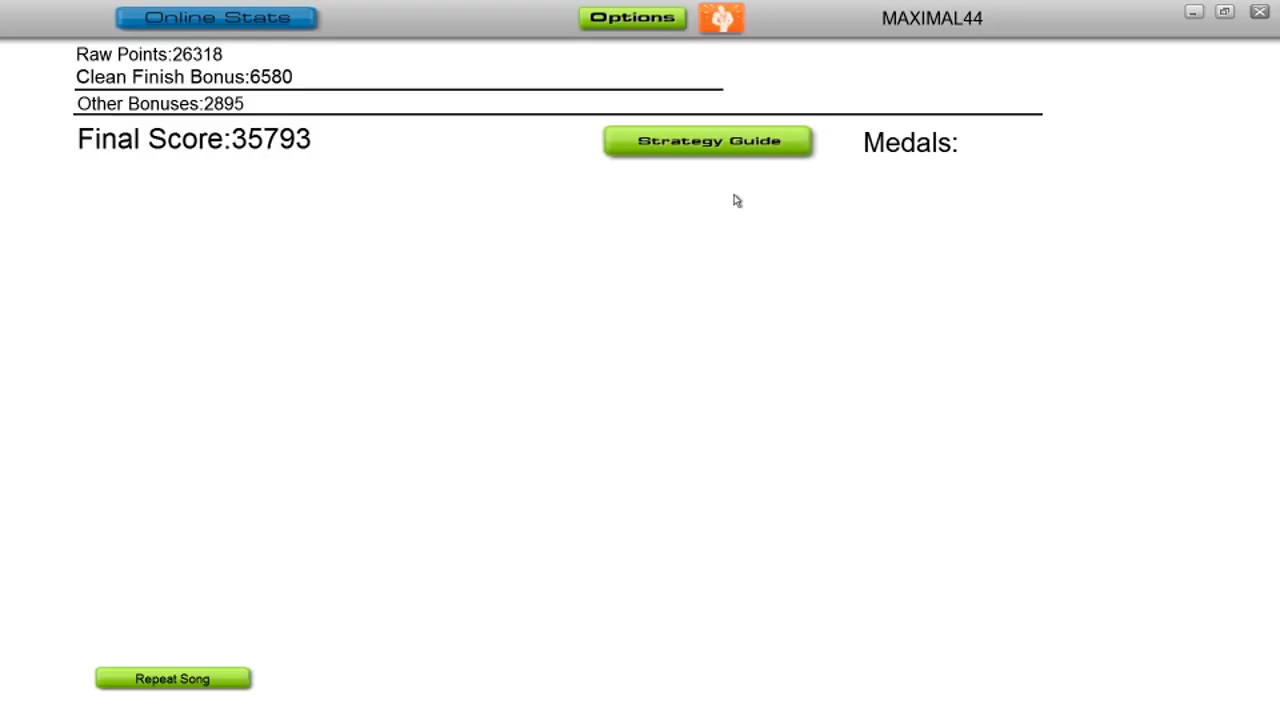 Online Stats
Options
MAXIMAL44
Raw Points:26318
Clean Finish Bonus:6580
Other Bonuses:2895
Final Score:35793
Strategy Guide
Medals:
Repeat Song